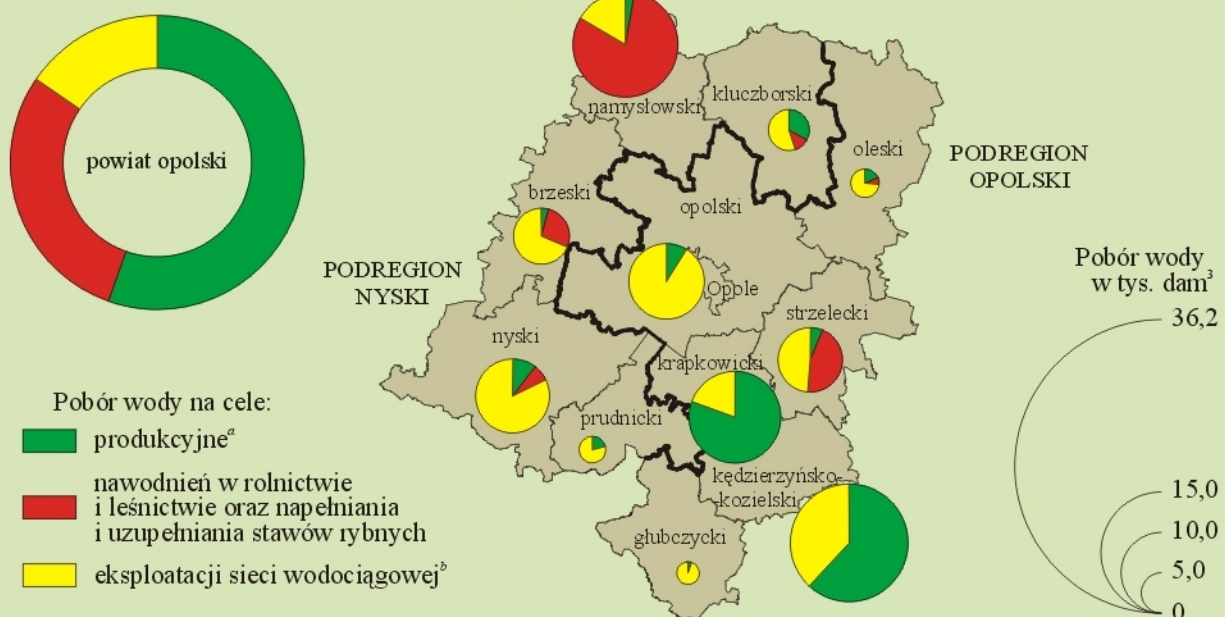 powiat opolski
namysłowski
kluczborski
oleski
PODREGION
OPOLSKI
brzeski
opolski
PODREGION
NYSKI
Opole
strzelecki
nyski
krapkowicki
prudnicki
kędzierzyńsko-
-kozielski
głubczycki
Pobór wody
w tys. dam³
36,2
15,0
10,0
5,0
0
Pobór wody na cele:
produkcyjneᵃ
nawodnień w rolnictwie
i leśnictwie oraz napełniania
i uzupełniania stawów rybnych
eksploatacji sieci wodociągowejᵇ